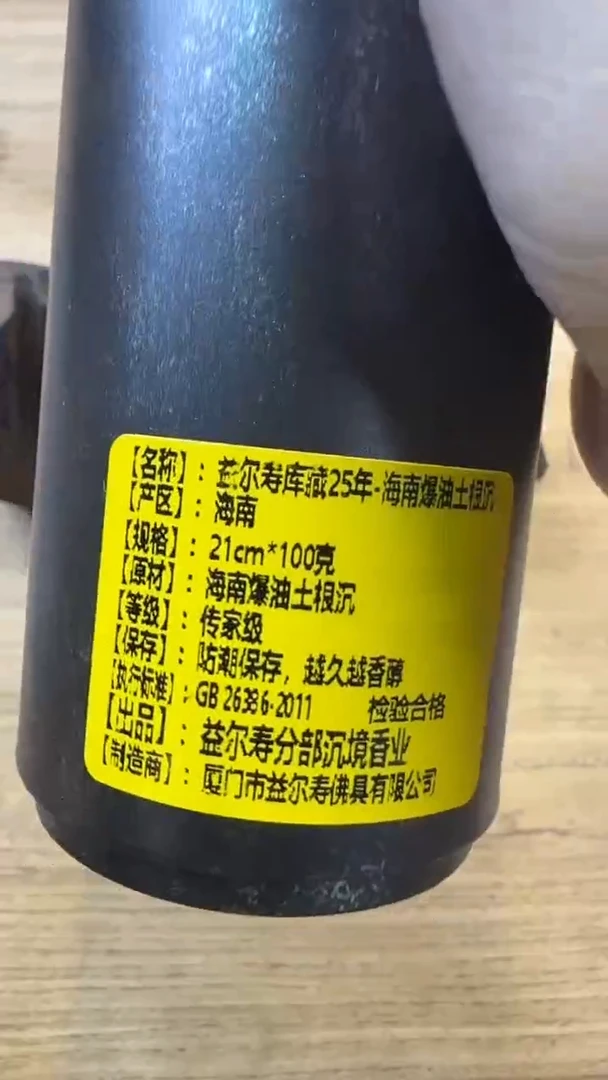 【名称】：益尔寿库藏25年-海南爆油土根沉
【产区】：海南
【规格】：21cm*100克
【原材】：海南爆油土根沉
【等级】：传家级
【保存】：防潮保存，越久越香醇
【执行标准】：GB 26386-2011 检验合格
【出品】：益尔寿分部沉境香业
【制造商】：厦门市益尔寿佛具有限公司